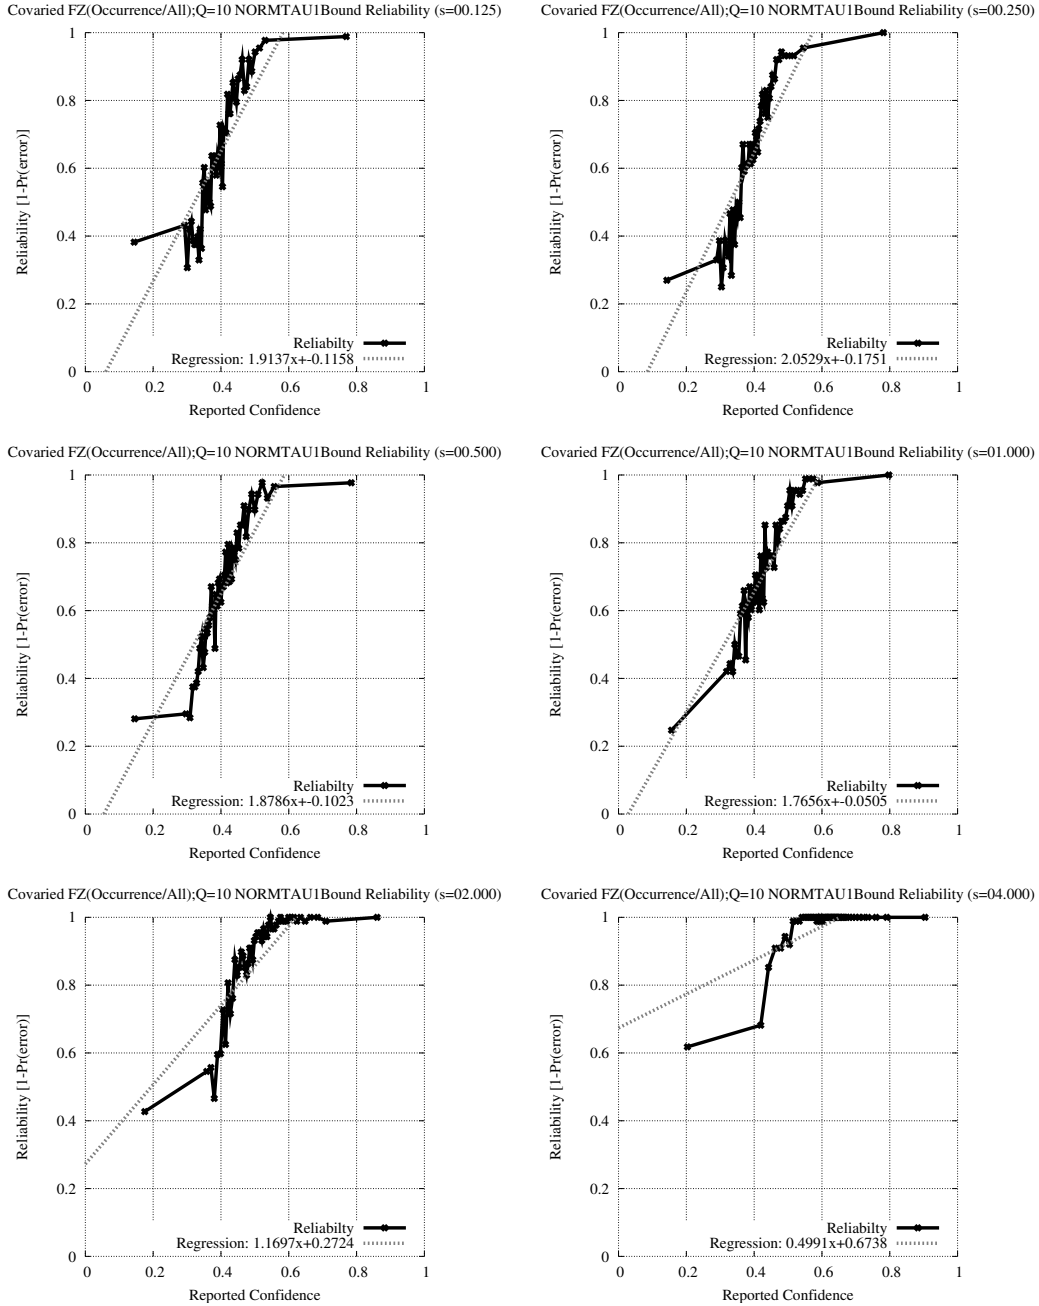 Covaried FZ(Occurrence/All);Q=10 NORMTAU1Bound Reliability (s=00.125)
1
0.8
0.6
0.4
0.2
0
Reliability [1-Pr(error)]
Reliabilty
Regression: 1.9137x+-0.1158
0 0.2 0.4 0.6 0.8 1
Reported Confidence
Covaried FZ(Occurrence/All);Q=10 NORMTAU1Bound Reliability (s=00.250)
1
0.8
0.6
0.4
0.2
0
Reliability [1-Pr(error)]
Reliabilty
Regression: 2.0529x+-0.1751
0 0.2 0.4 0.6 0.8 1
Reported Confidence
Covaried FZ(Occurrence/All);Q=10 NORMTAU1Bound Reliability (s=00.500)
1
0.8
0.6
0.4
0.2
0
Reliability [1-Pr(error)]
Reliabilty
Regression: 1.8786x+-0.1023
0 0.2 0.4 0.6 0.8 1
Reported Confidence
Covaried FZ(Occurrence/All);Q=10 NORMTAU1Bound Reliability (s=01.000)
1
0.8
0.6
0.4
0.2
0
Reliability [1-Pr(error)]
Reliabilty
Regression: 1.7656x+-0.0505
0 0.2 0.4 0.6 0.8 1
Reported Confidence
Covaried FZ(Occurrence/All);Q=10 NORMTAU1Bound Reliability (s=02.000)
1
0.8
0.6
0.4
0.2
0
Reliability [1-Pr(error)]
Reliabilty
Regression: 1.1697x+0.2724
0 0.2 0.4 0.6 0.8 1
Reported Confidence
Covaried FZ(Occurrence/All);Q=10 NORMTAU1Bound Reliability (s=04.000)
1
0.8
0.6
0.4
0.2
0
Reliability [1-Pr(error)]
Reliabilty
Regression: 0.4991x+0.6738
0 0.2 0.4 0.6 0.8 1
Reported Confidence